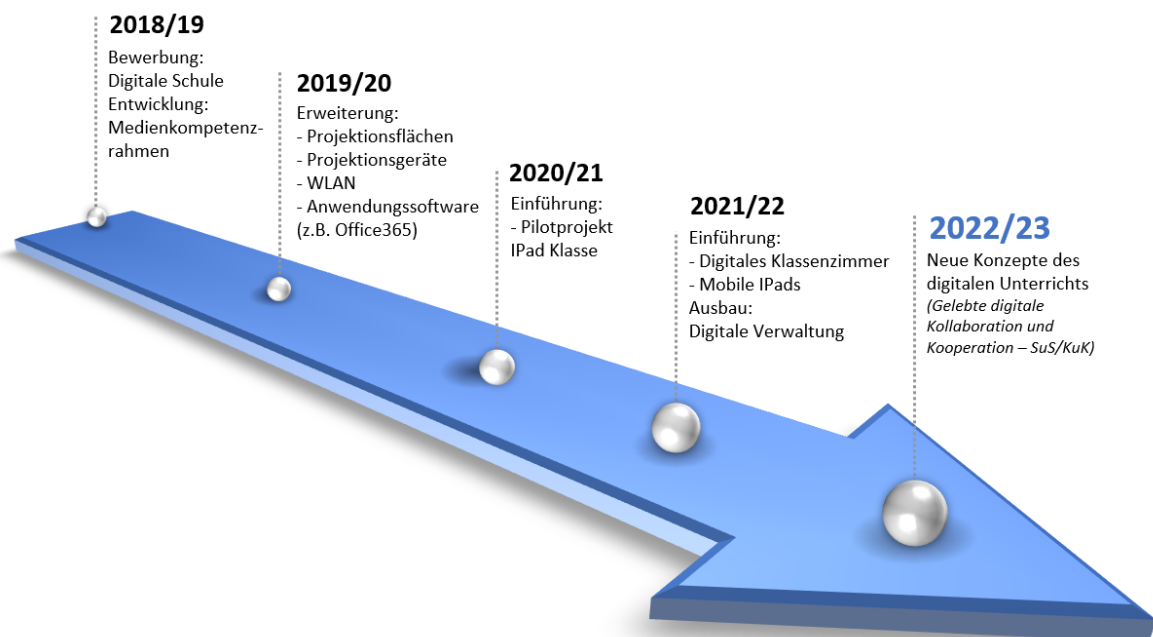 2018/19
Bewerbung:
Digitale Schule
Entwicklung:
Medienkompetenz-
rahmen
2019/20
Erweiterung:
- Projektionsflächen
- Projektionsgeräte
- WLAN
- Anwendungssoftware
(z.B. Office365)
2020/21
Einführung:
- Pilotprojekt
IPad Klasse
2021/22
Einführung:
- Digitales Klassenzimmer
- Mobile IPads
Ausbau:
Digitale Verwaltung
2022/23
Neue Konzepte des
digitalen Unterrichts
(Gelebte digitale
Kollaboration und
Kooperation – SuS/KuK)